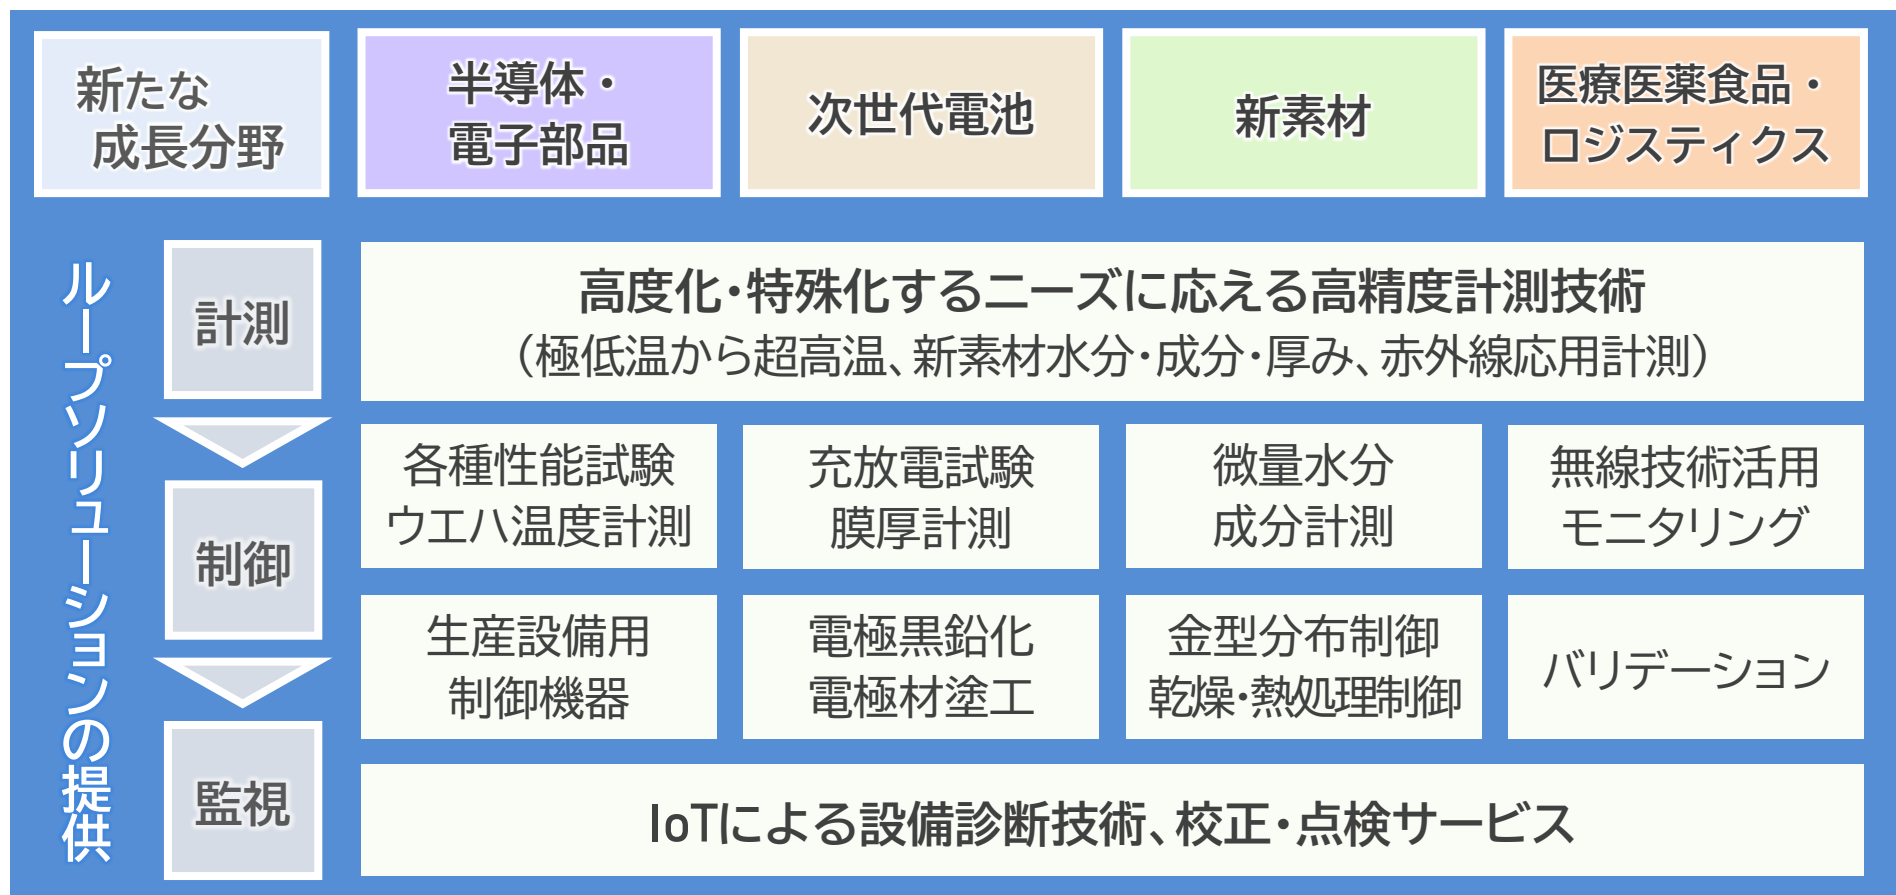 新たな
成長分野
半導体・
電子部品
次世代電池
新素材
医療医薬食品・
ロジスティクス
ループソリューションの提供
計測
制御
監視
高度化・特殊化するニーズに応える高精度計測技術
（極低温から超高温、新素材水分・成分・厚み、赤外線応用計測）
各種性能試験
ウエハ温度計測
充放電試験
膜厚計測
微量水分
成分計測
無線技術活用
モニタリング
生産設備用
制御機器
電極黒鉛化
電極材塗工
金型分布制御
乾燥・熱処理制御
バリデーション
IoTによる設備診断技術、校正・点検サービス